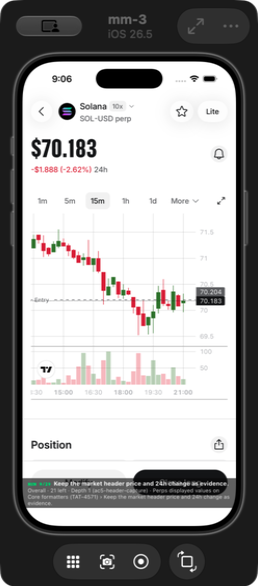 mm-3
iOS 26.5
9:06
Solana 10x
SOL-USD perp
Lite
$70.183
-$1.888 (-2.62%) 24h
1m 5m 15m 1h 1d More
71.5
70.204
70.183
Entry
70
69.5
100
50
:30 15:00 16:30 18:00 19:30 21:00
Position
Keep the market header price and 24h change as evidence.
Overall · 21 left · Depth 1 (ac5-header-capture) · Perps displayed values on
Core formatters (TAT-4571) › Keep the market header price and 24h change as
evidence.